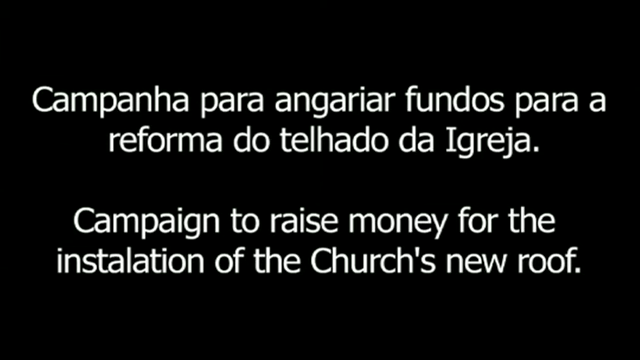 Campanha para angariar fundos para a
reforma do telhado da Igreja.
Campaign to raise money for the
instalation of the Church's new roof.